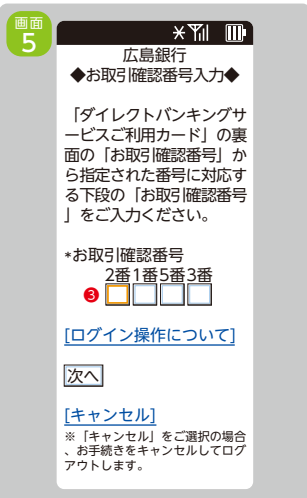 画面
5
広島銀行
◆お取引確認番号入力◆
「ダイレクトバンキングサ
ービスご利用カード」の裏
面の「お取引確認番号」か
ら指定された番号に対応す
る下段の「お取引確認番号
」をご入力ください。
*お取引確認番号
2番1番5番3番
❸
[ログイン操作について]
次へ
[キャンセル]
※「キャンセル」をご選択の場合
、お手続きをキャンセルしてログ
アウトします。